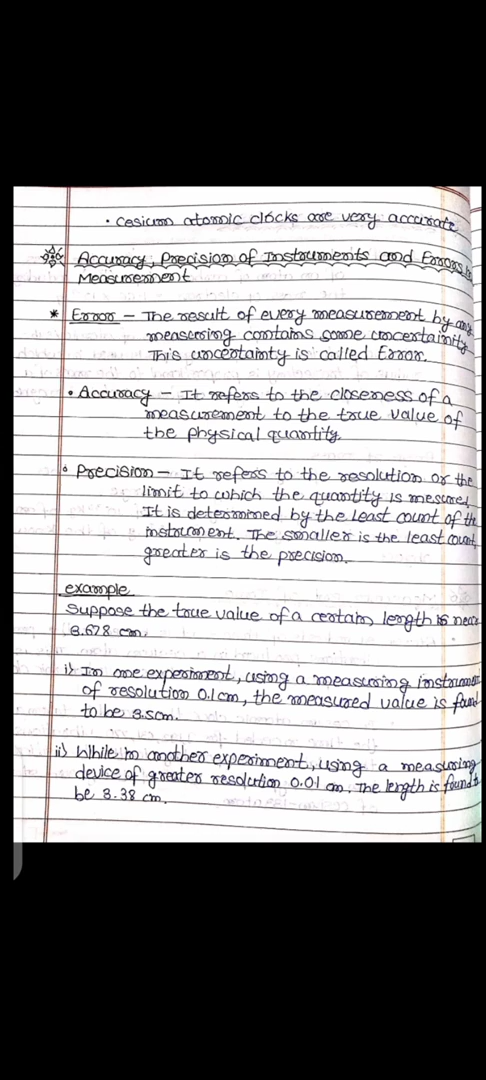 • Cesium atomic clocks are very accurate
Accuracy, Precision of Instruments and Errors in
Measurement
* Error – The result of every measurement by any
measuring contains some uncertainity
This uncertainty is called Error.
• Accuracy – It refers to the closeness of a
measurement to the true value of
the physical quantity
• Precision – It refers to the resolution or the
limit to which the quantity is mesured,
It is determined by the least count of the
instrument. The smaller is the least count,
greater is the precision.
example
Suppose the true value of a certain length is near
3.678 cm.
i) In one experiment, using a measuring instrument
of resolution 0.1cm, the measured value is found
to be 3.5cm.
ii) While in another experiment, using a measuring
device of greater resolution 0.01 cm. The length is found to
be 3.38 cm.